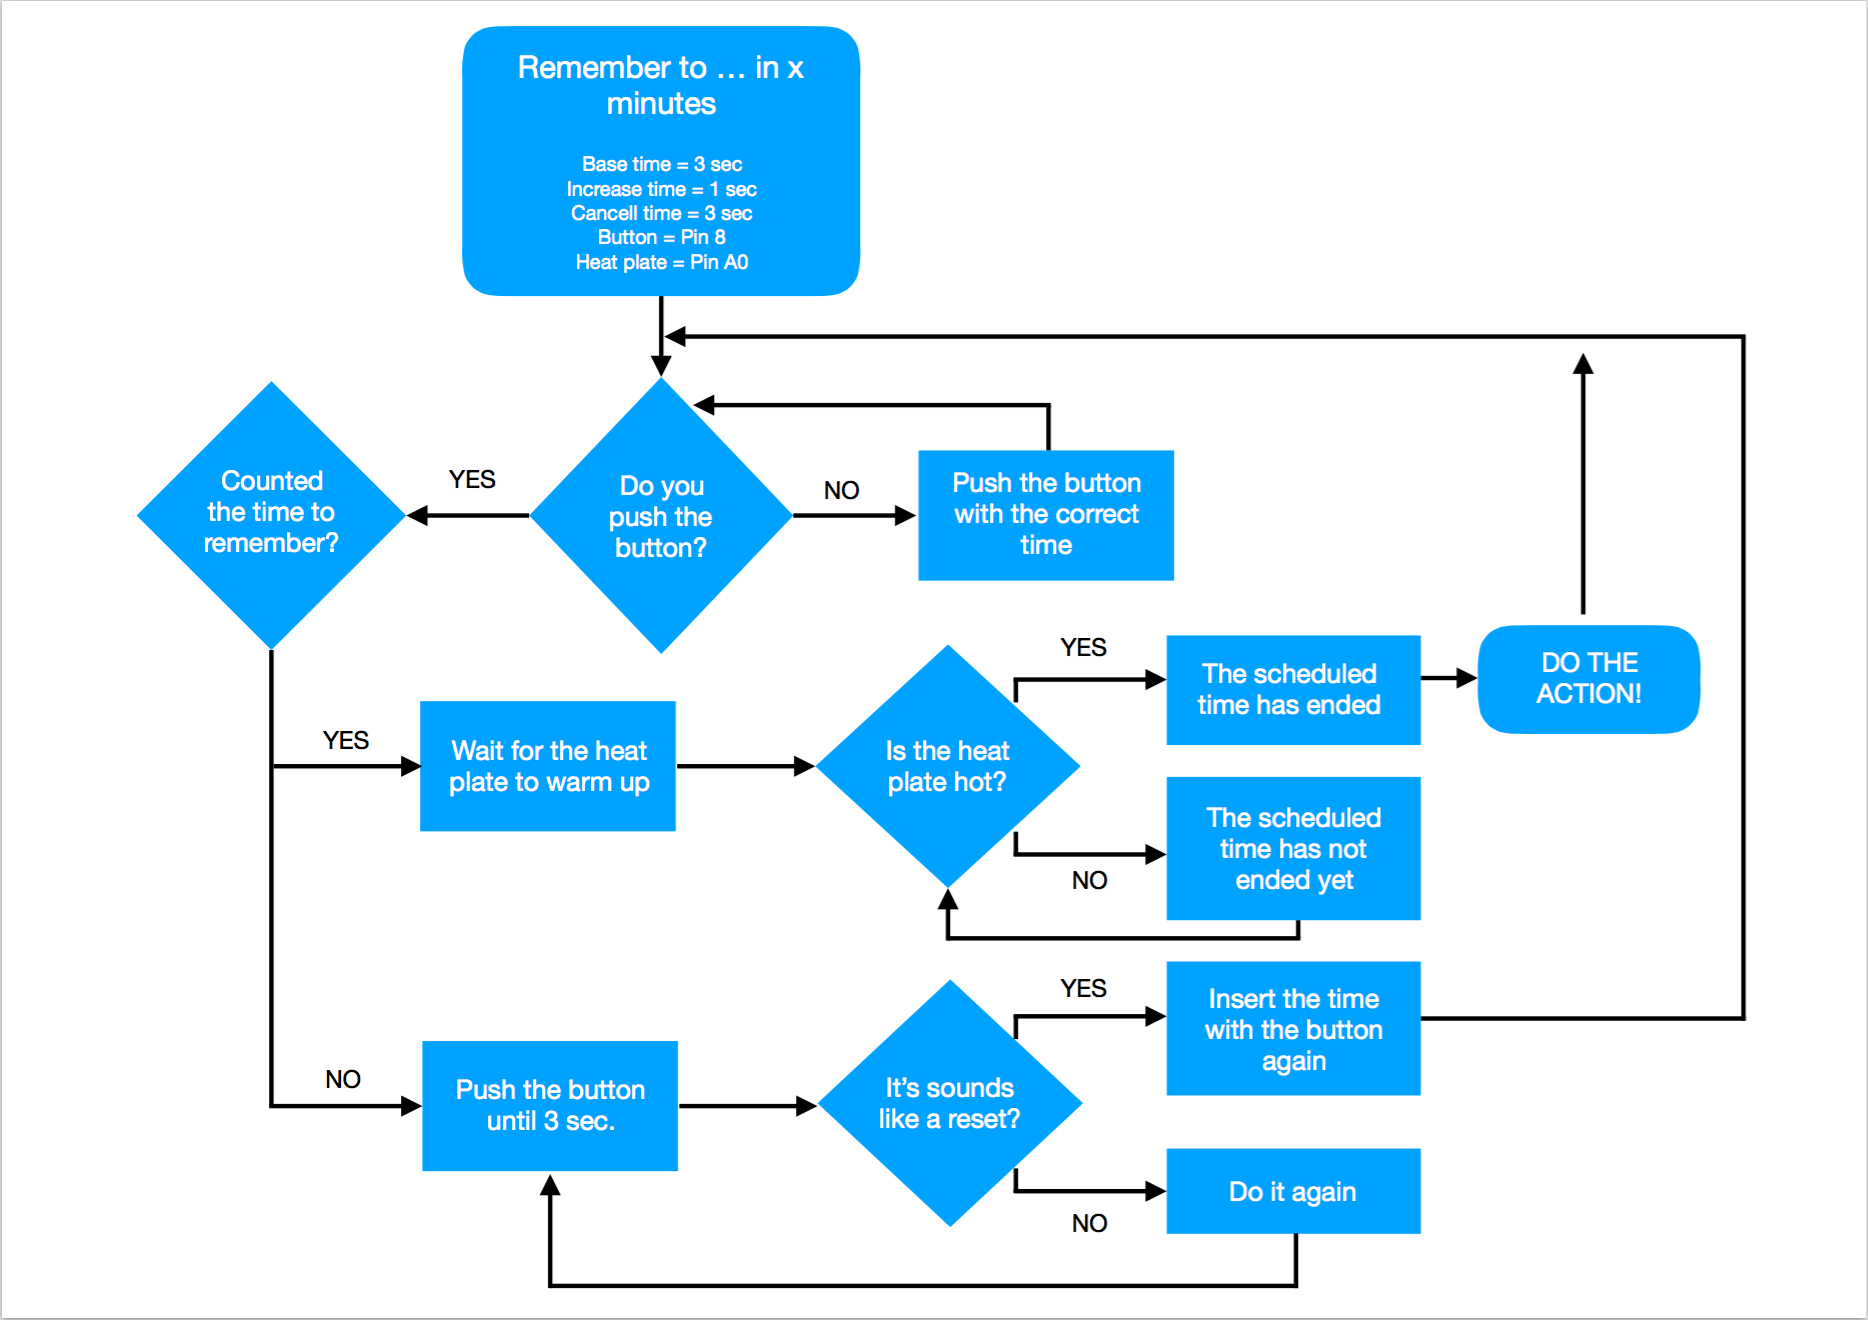 Remember to … in x
minutes
Base time = 3 sec
Increase time = 1 sec
Cancell time = 3 sec
Button = Pin 8
Heat plate = Pin A0
Counted
the time to
remember?
YES
Do you
push the
button?
NO
Push the button
with the correct
time
YES
Wait for the heat
plate to warm up
Is the heat
plate hot?
YES
The scheduled
time has ended
DO THE
ACTION!
NO
The scheduled
time has not
ended yet
NO
Push the button
until 3 sec.
It’s sounds
like a reset?
YES
Insert the time
with the button
again
NO
Do it again